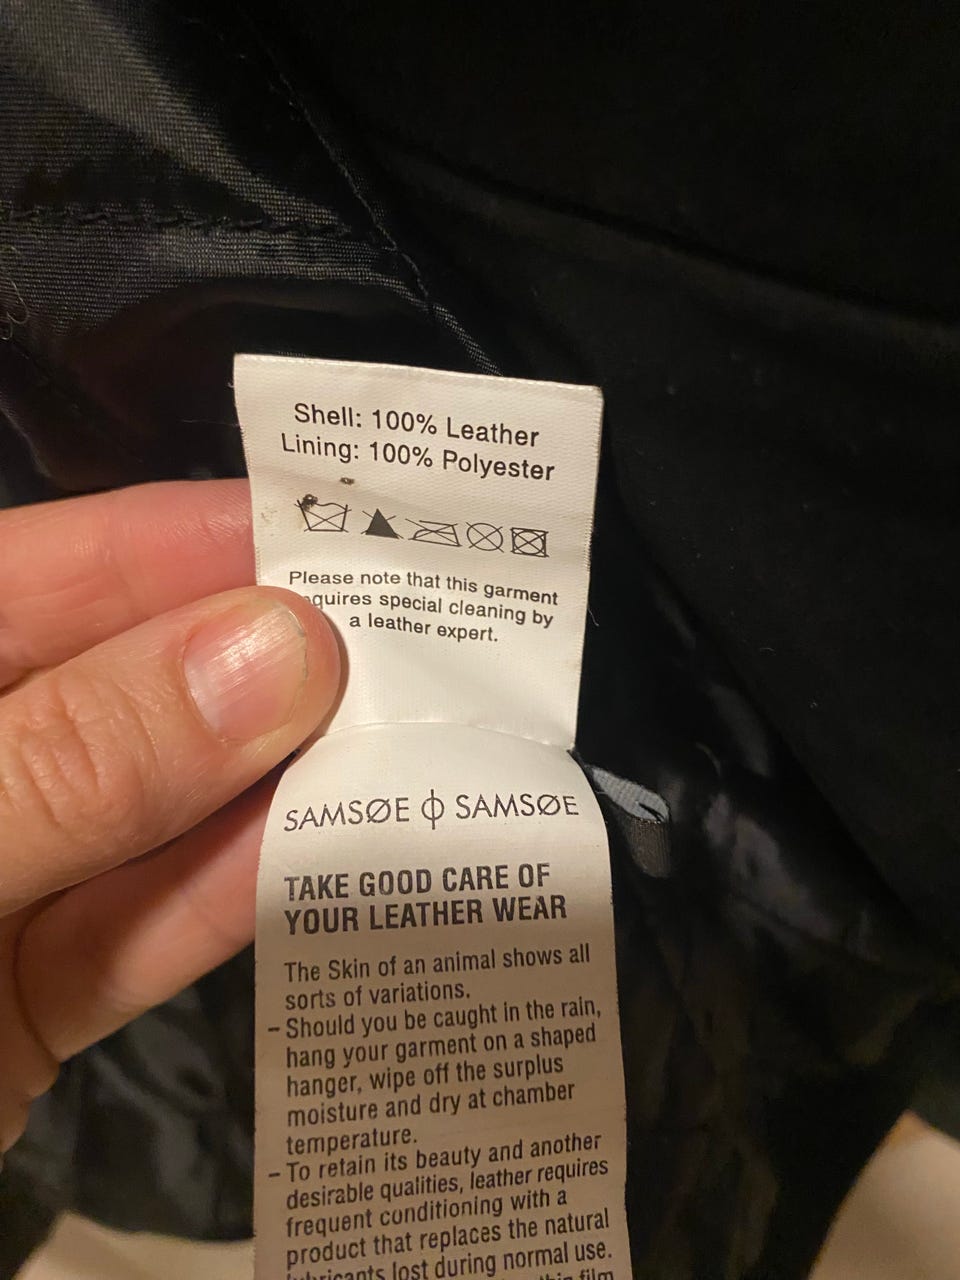 Shell: 100% Leather
Lining: 100% Polyester
Please note that this garment
special cleaning by
a leather expert.
SAMSØE ϕ SAMSØE
TAKE GOOD CARE OF
YOUR LEATHER WEAR
The Skin of an animal shows all
sorts of variations.
– Should you be caught in the rain,
hang your garment on a shaped
hanger, wipe off the surplus
moisture and dry at chamber
temperature.
– To retain its beauty and another
desirable qualities, leather requires
frequent conditioning with a
product that replaces the natural
lubricants lost during normal use.
thin film